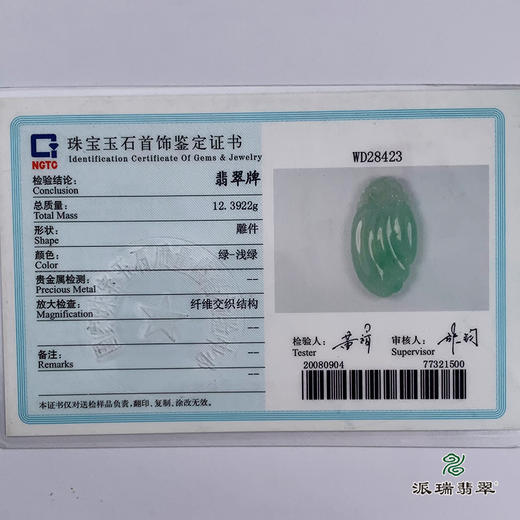 NGTC
珠宝玉石首饰鉴定证书
Identification Certificate Of Gems & Jewelry
检验结论:
Conclusion
翡翠牌
总质量:
Total Mass
12.3922g
形状:
Shape
雕件
颜色:
Color
绿-浅绿
贵金属检测:
Precious Metal
--
放大检查:
Magnification
纤维交织结构
--
备注:
Remarks
--
本证书仅对送检样品负责,翻印、复制、涂改无效。
WD28423
检验人:
Tester
审核人:
Supervisor
20080904
77321500
派瑞翡翠